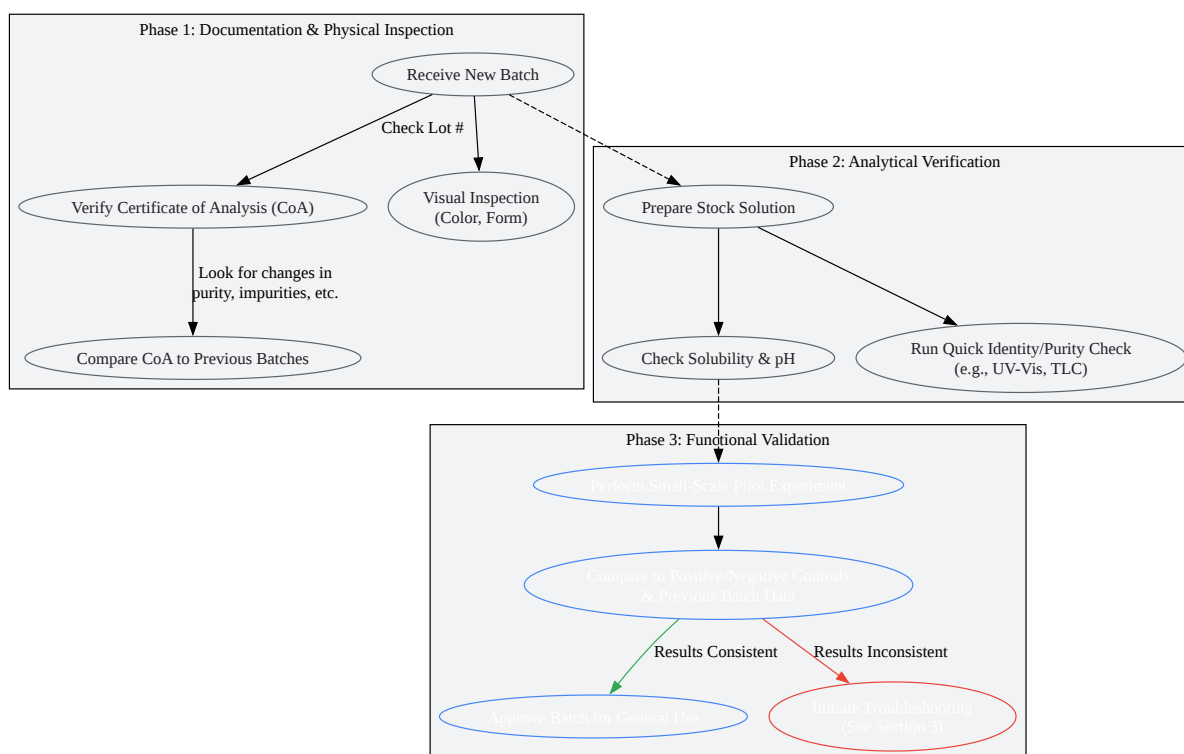 Phase 1: Documentation & Physical Inspection
Receive New Batch
Check Lot #
Verify Certificate of Analysis (CoA)
Visual Inspection
(Color, Form)
Look for changes in
purity, impurities, etc.
Compare CoA to Previous Batches
Phase 2: Analytical Verification
Prepare Stock Solution
Check Solubility & pH
Run Quick Identity/Purity Check
(e.g., UV-Vis, TLC)
Phase 3: Functional Validation
Perform Small-Scale Pilot Experiment
Compare to Positive/Negative Controls
& Previous Batch Data
Results Consistent
Results Inconsistent
Approve Batch for General Use
Initiate Troubleshooting
(See Section 3)